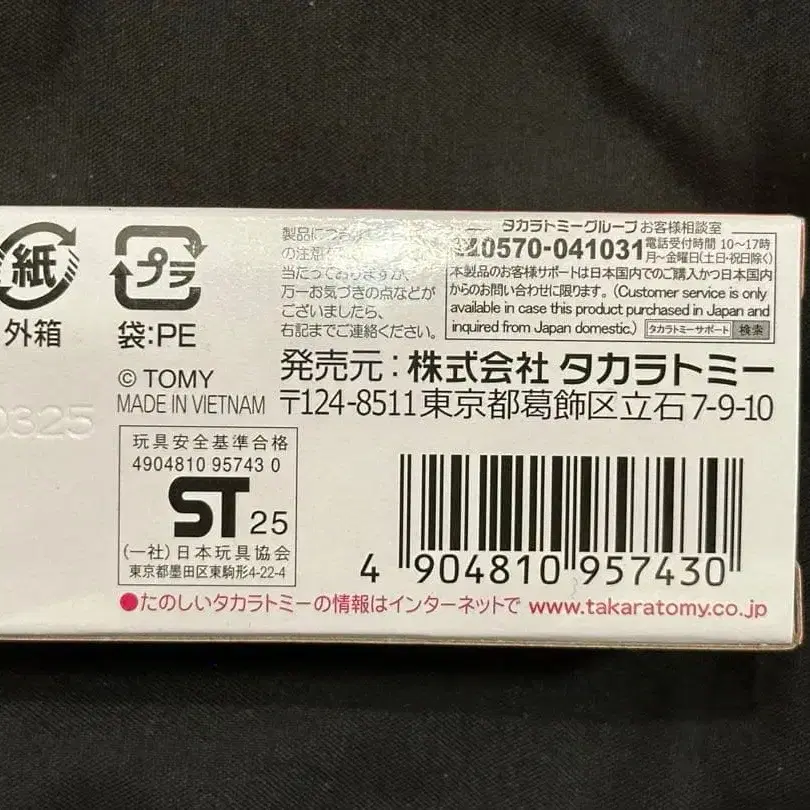 紙
外箱
プラ
袋:PE
© TOMY
MADE IN VIETNAM
0325
の注意
当たっておりますが、
万一お気づきの点などが
ございましたら、
右記までご連絡ください。
タカラトミーグループ お客様相談室
0570-041031 電話受付時間 10〜17時
月〜金曜日(土日・祝日除く)
本製品のお客様サポートは日本国内でのご購入かつ日本国内
からのお問い合わせに限ります。(Customer service is only
available in case this product purchased in Japan and
inquired from Japan domestic.) タカラトミーサポート 検索
発売元:株式会社 タカラトミー
〒124-8511 東京都葛飾区立石7-9-10
玩具安全基準合格
4904810 95743 0
ST 25
(一社)日本玩具協会
東京都墨田区東駒形4-22-4
4 904810 957430
●たのしいタカラトミーの情報はインターネットで www.takaratomy.co.jp